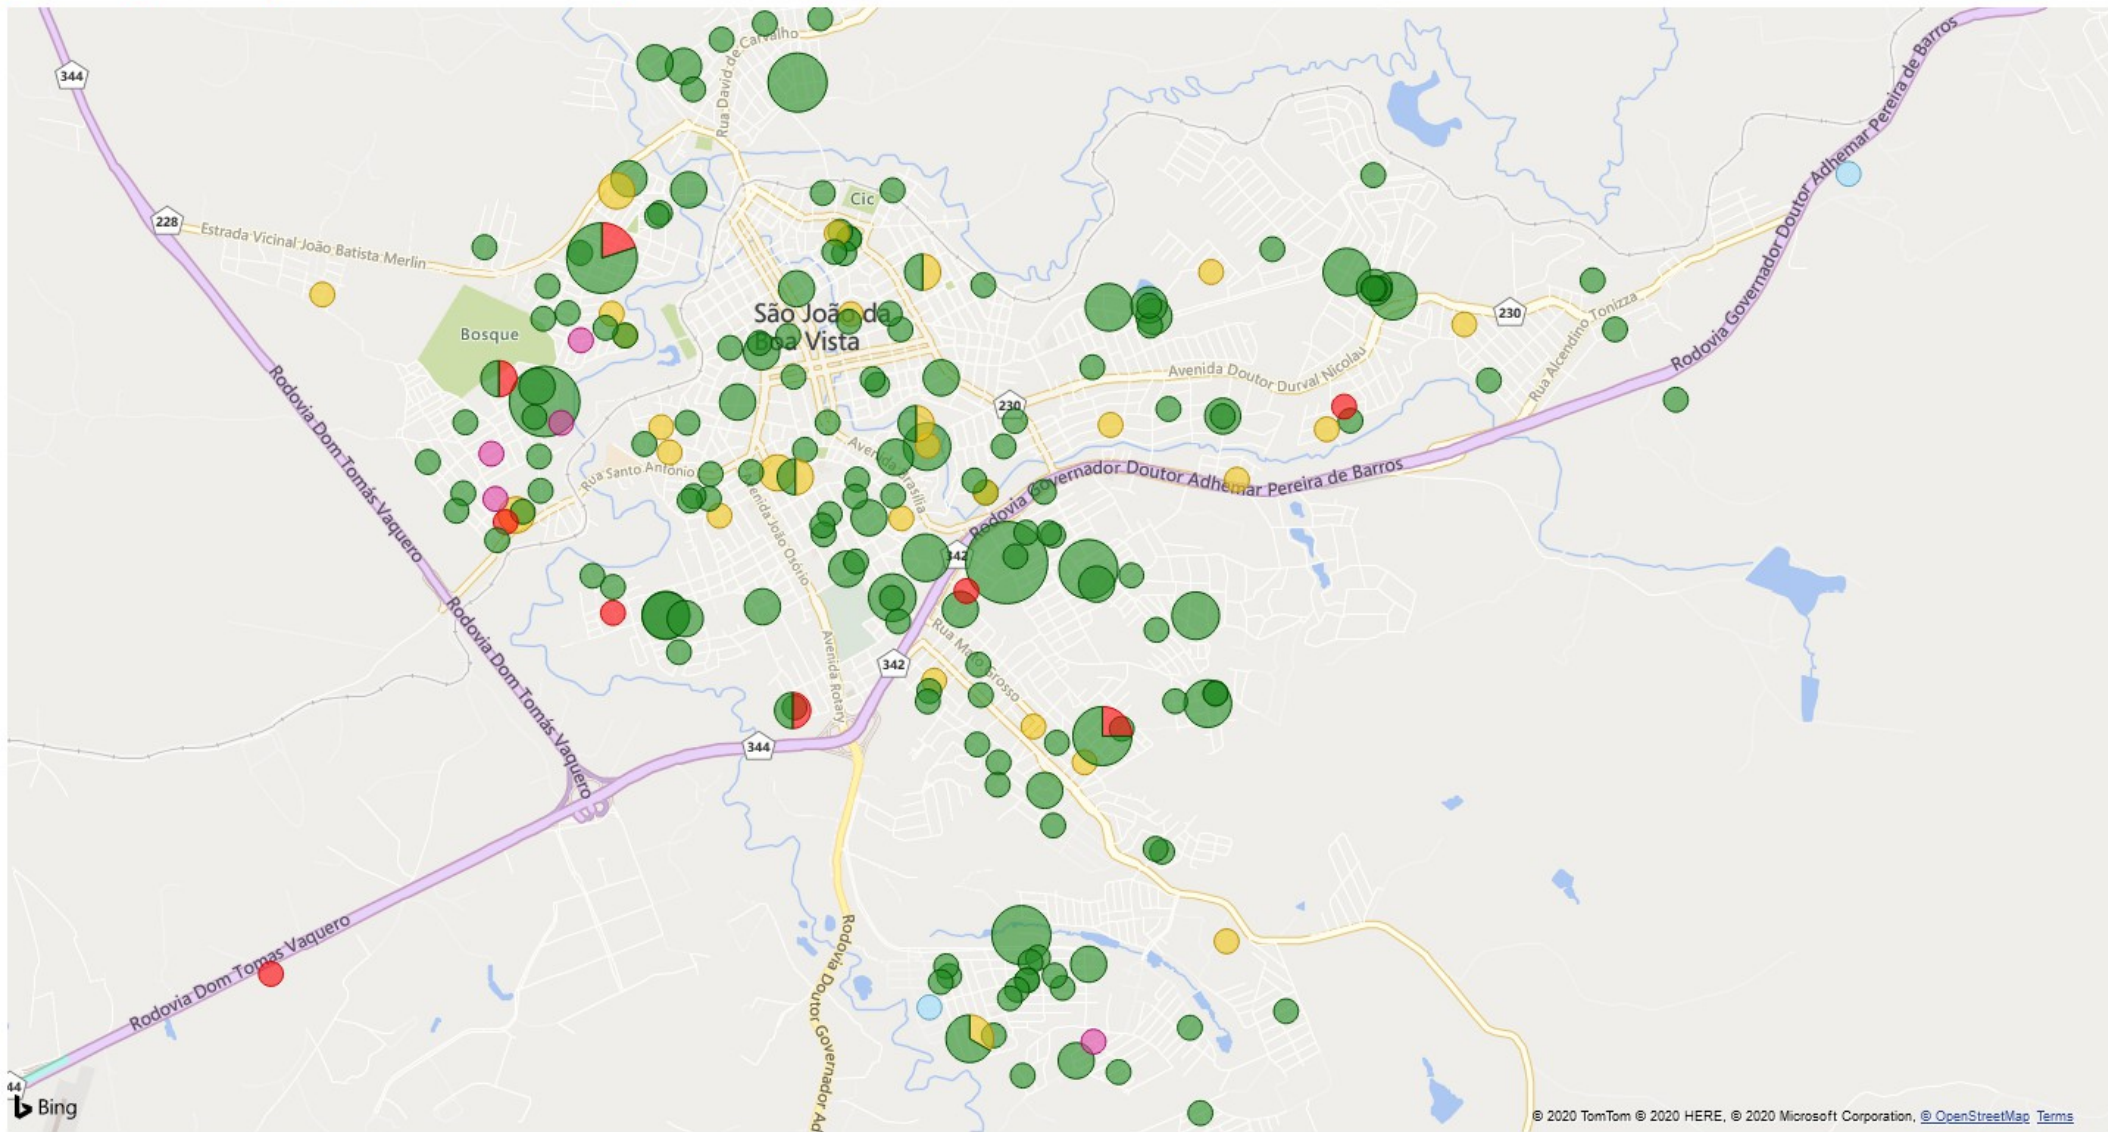 Rua David de Carvalho
344
Rodovia Governador Doutor Adhemar Pereira de Barros
Cic
228
Estrada Vicinal João Batista Merlin
São João da
Boa Vista
230
Rua Alcendino Tonizza
Bosque
Avenida Doutor Durval Nicolau
230
Rodovia Dom Tomás Vaquero
Avenida Brasília
Rua Santo Antonio
Rodovia Governador Doutor Adhemar Pereira de Barros
Avenida João Osório
342
Rodovia Dom Tomás Vaquero
Rua Mato Grosso
Avenida Rotary
342
344
Rodovia Dom Tomas Vaquero
Rodovia Doutor Governador Ad
44
Bing
© 2020 TomTom © 2020 HERE, © 2020 Microsoft Corporation, © OpenStreetMap Terms